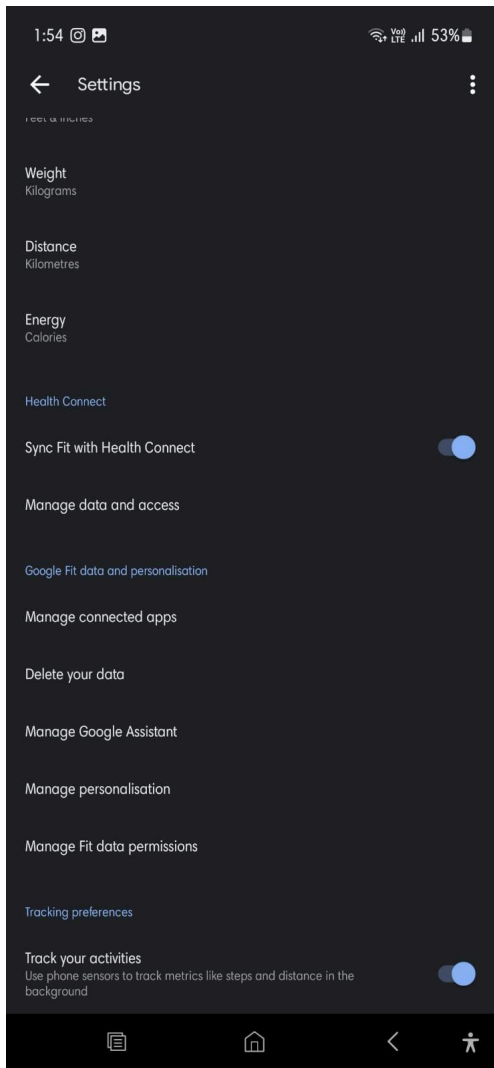 1:54
Vo))
LTE
53%
Settings
Feet & inches
Weight
Kilograms
Distance
Kilometres
Energy
Calories
Health Connect
Sync Fit with Health Connect
Manage data and access
Google Fit data and personalisation
Manage connected apps
Delete your data
Manage Google Assistant
Manage personalisation
Manage Fit data permissions
Tracking preferences
Track your activities
Use phone sensors to track metrics like steps and distance in the
background